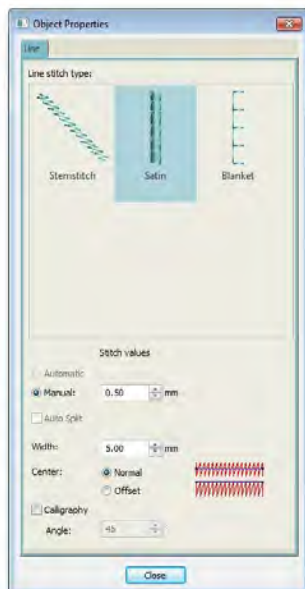 Object Properties
Line
Line stitch type:
Stemstitch Satin Blanket
Stitch values
Automatic
Manual: 0.50 mm
Auto Split
Width: 5.00 mm
Center: Normal
Offset
Calligraphy
Angle: 45
Close